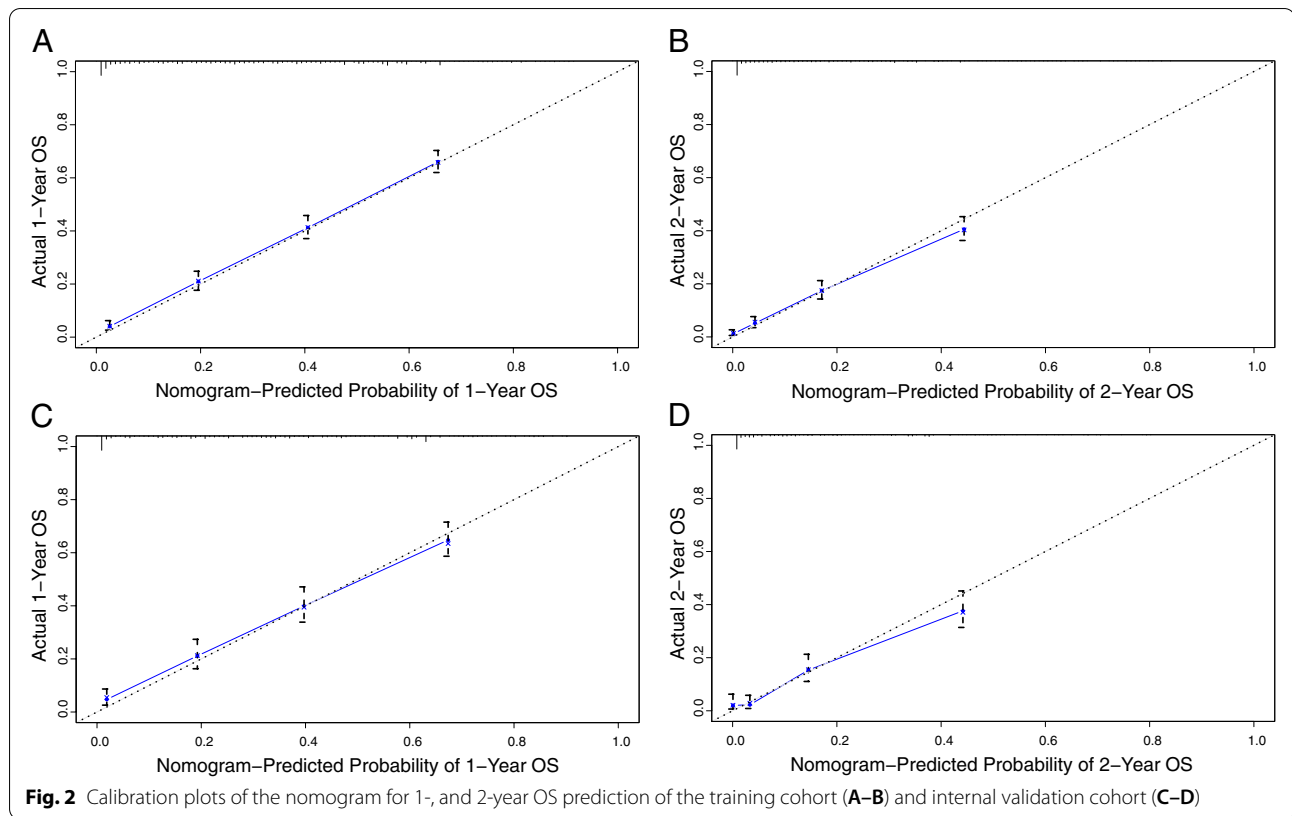 A
B
1.0
0.8
0.6
0.4
0.2
0.0
Actual 1−Year OS
0.0 0.2 0.4 0.6 0.8 1.0
Nomogram−Predicted Probability of 1−Year OS
1.0
0.8
0.6
0.4
0.2
0.0
Actual 2−Year OS
0.0 0.2 0.4 0.6 0.8 1.0
Nomogram−Predicted Probability of 2−Year OS
C
D
1.0
0.8
0.6
0.4
0.2
0.0
Actual 1−Year OS
0.0 0.2 0.4 0.6 0.8 1.0
Nomogram−Predicted Probability of 1−Year OS
1.0
0.8
0.6
0.4
0.2
0.0
Actual 2−Year OS
0.0 0.2 0.4 0.6 0.8 1.0
Nomogram−Predicted Probability of 2−Year OS
Fig. 2 Calibration plots of the nomogram for 1-, and 2-year OS prediction of the training cohort (A–B) and internal validation cohort (C–D)